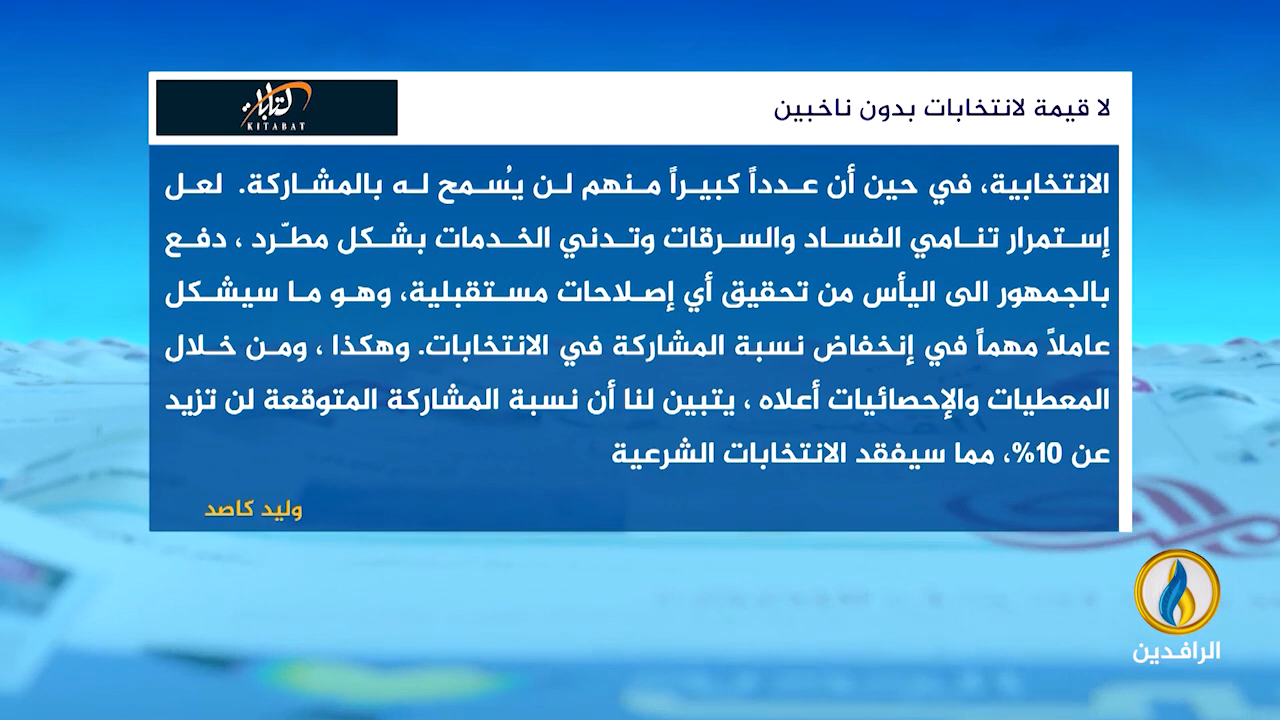 لا قيمة لانتخابات بدون ناخبين
كتابات
KITABAT
الانتخابية، في حين أن عدداً كبيراً منهم لن يُسمح له بالمشاركة. لعل
إستمرار تنامي الفساد والسرقات وتدني الخدمات بشكل مطّرد ، دفع
بالجمهور الى اليأس من تحقيق أي إصلاحات مستقبلية، وهو ما سيشكل
عاملاً مهماً في إنخفاض نسبة المشاركة في الانتخابات. وهكذا ، ومن خلال
المعطيات والإحصائيات أعلاه ، يتبين لنا أن نسبة المشاركة المتوقعة لن تزيد
عن 10%، مما سيفقد الانتخابات الشرعية
وليد كاصد
الرافدين